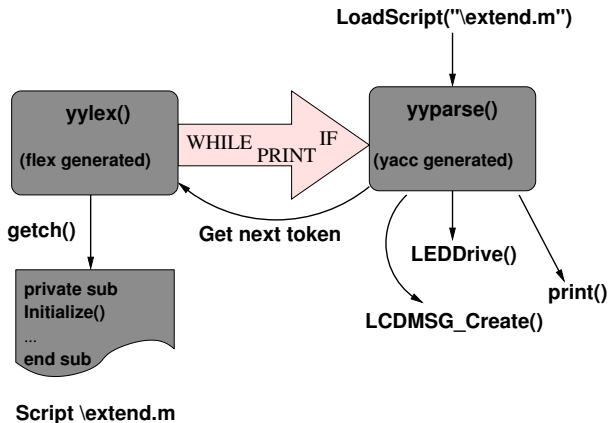 LoadScript("\extend.m")
yylex()
(flex generated)
WHILE
PRINT
IF
yyparse()
(yacc generated)
getch()
Get next token
LEDDrive()
print()
LCDMSG_Create()
private sub
Initialize()
...
end sub
Script \extend.m